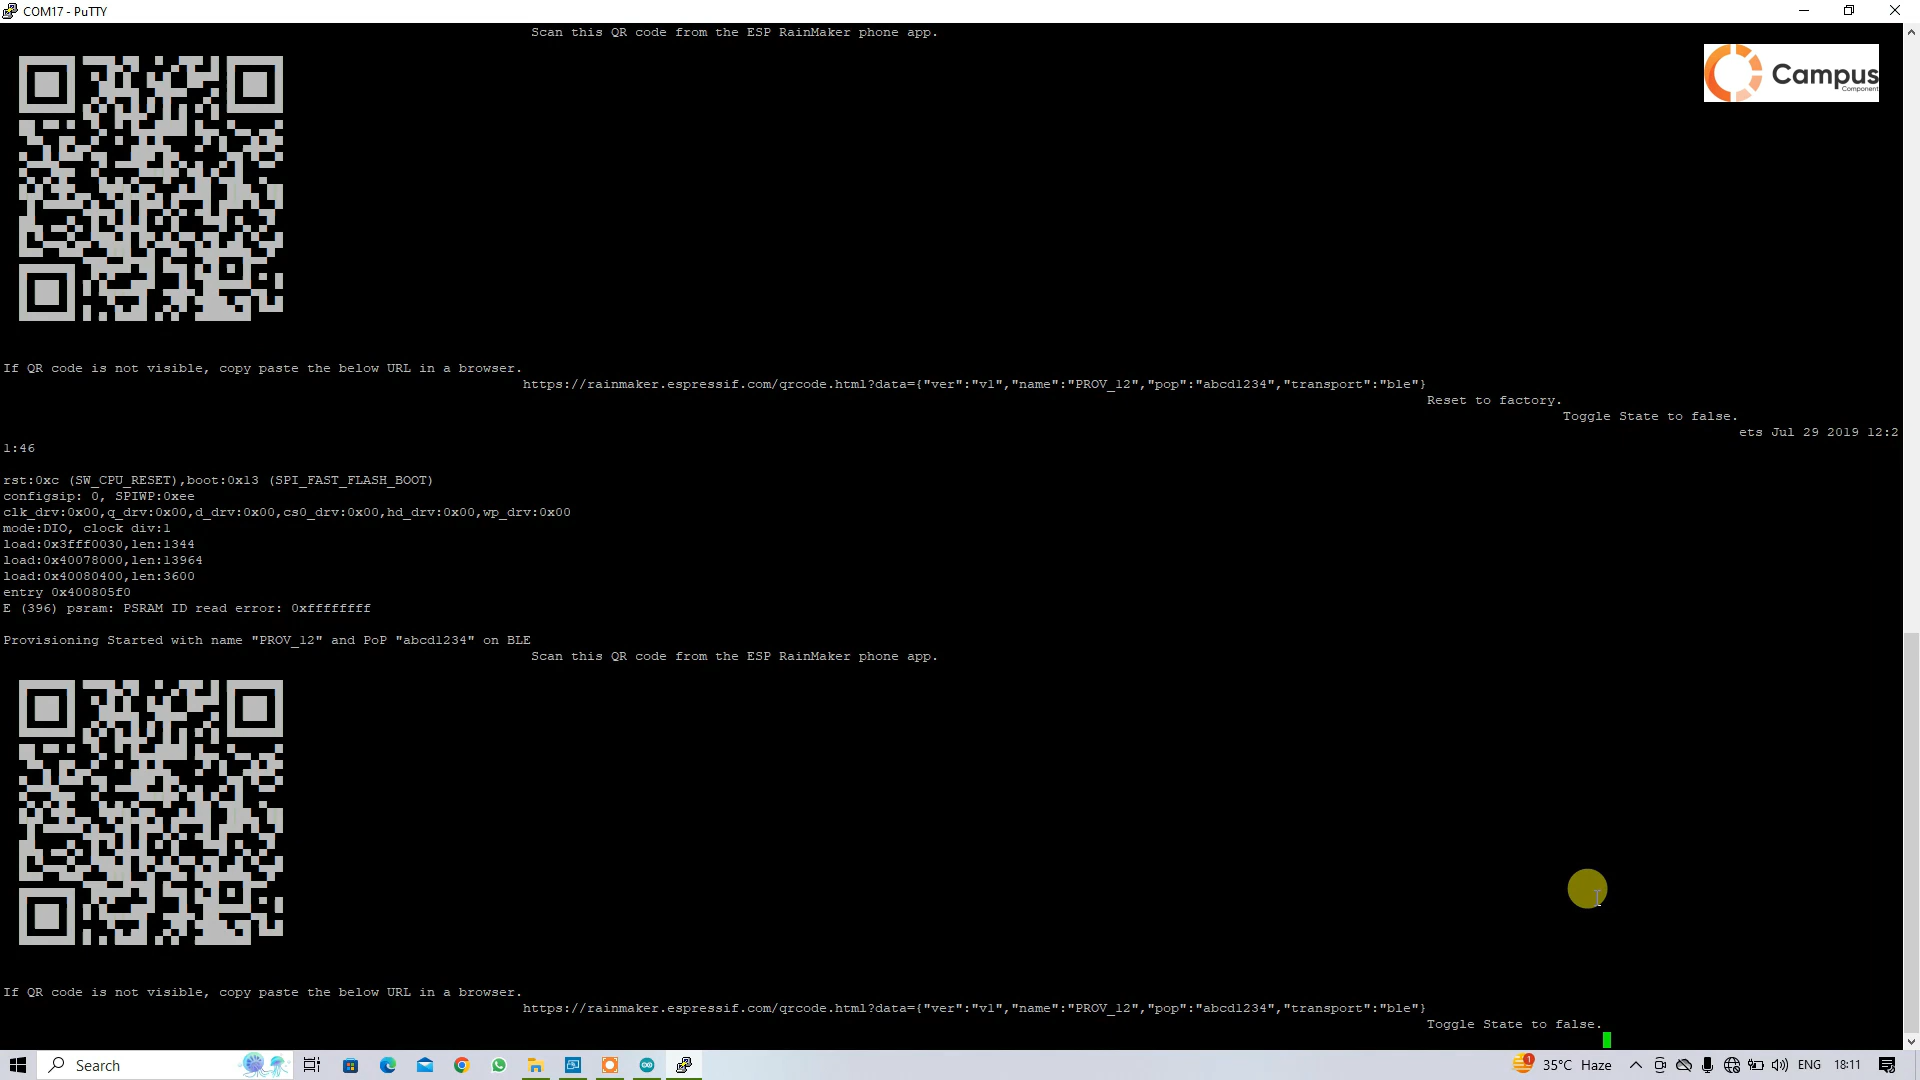 COM17 - PuTTY
Scan this QR code from the ESP RainMaker phone app.
Campus
Component
If QR code is not visible, copy paste the below URL in a browser.
https://rainmaker.espressif.com/qrcode.html?data={"ver":"v1","name":"PROV_12","pop":"abcd1234","transport":"ble"}
Reset to factory.
Toggle State to false.
ets Jul 29 2019 12:2
1:46
rst:0xc (SW_CPU_RESET),boot:0x13 (SPI_FAST_FLASH_BOOT)
configsip: 0, SPIWP:0xee
clk_drv:0x00,q_drv:0x00,d_drv:0x00,cs0_drv:0x00,hd_drv:0x00,wp_drv:0x00
mode:DIO, clock div:1
load:0x3fff0030,len:1344
load:0x40078000,len:13964
load:0x40080400,len:3600
entry 0x400805f0
E (396) psram: PSRAM ID read error: 0xffffffff
Provisioning Started with name "PROV_12" and PoP "abcd1234" on BLE
Scan this QR code from the ESP RainMaker phone app.
If QR code is not visible, copy paste the below URL in a browser.
https://rainmaker.espressif.com/qrcode.html?data={"ver":"v1","name":"PROV_12","pop":"abcd1234","transport":"ble"}
Toggle State to false.
Search
1
35°C Haze
ENG
18:11